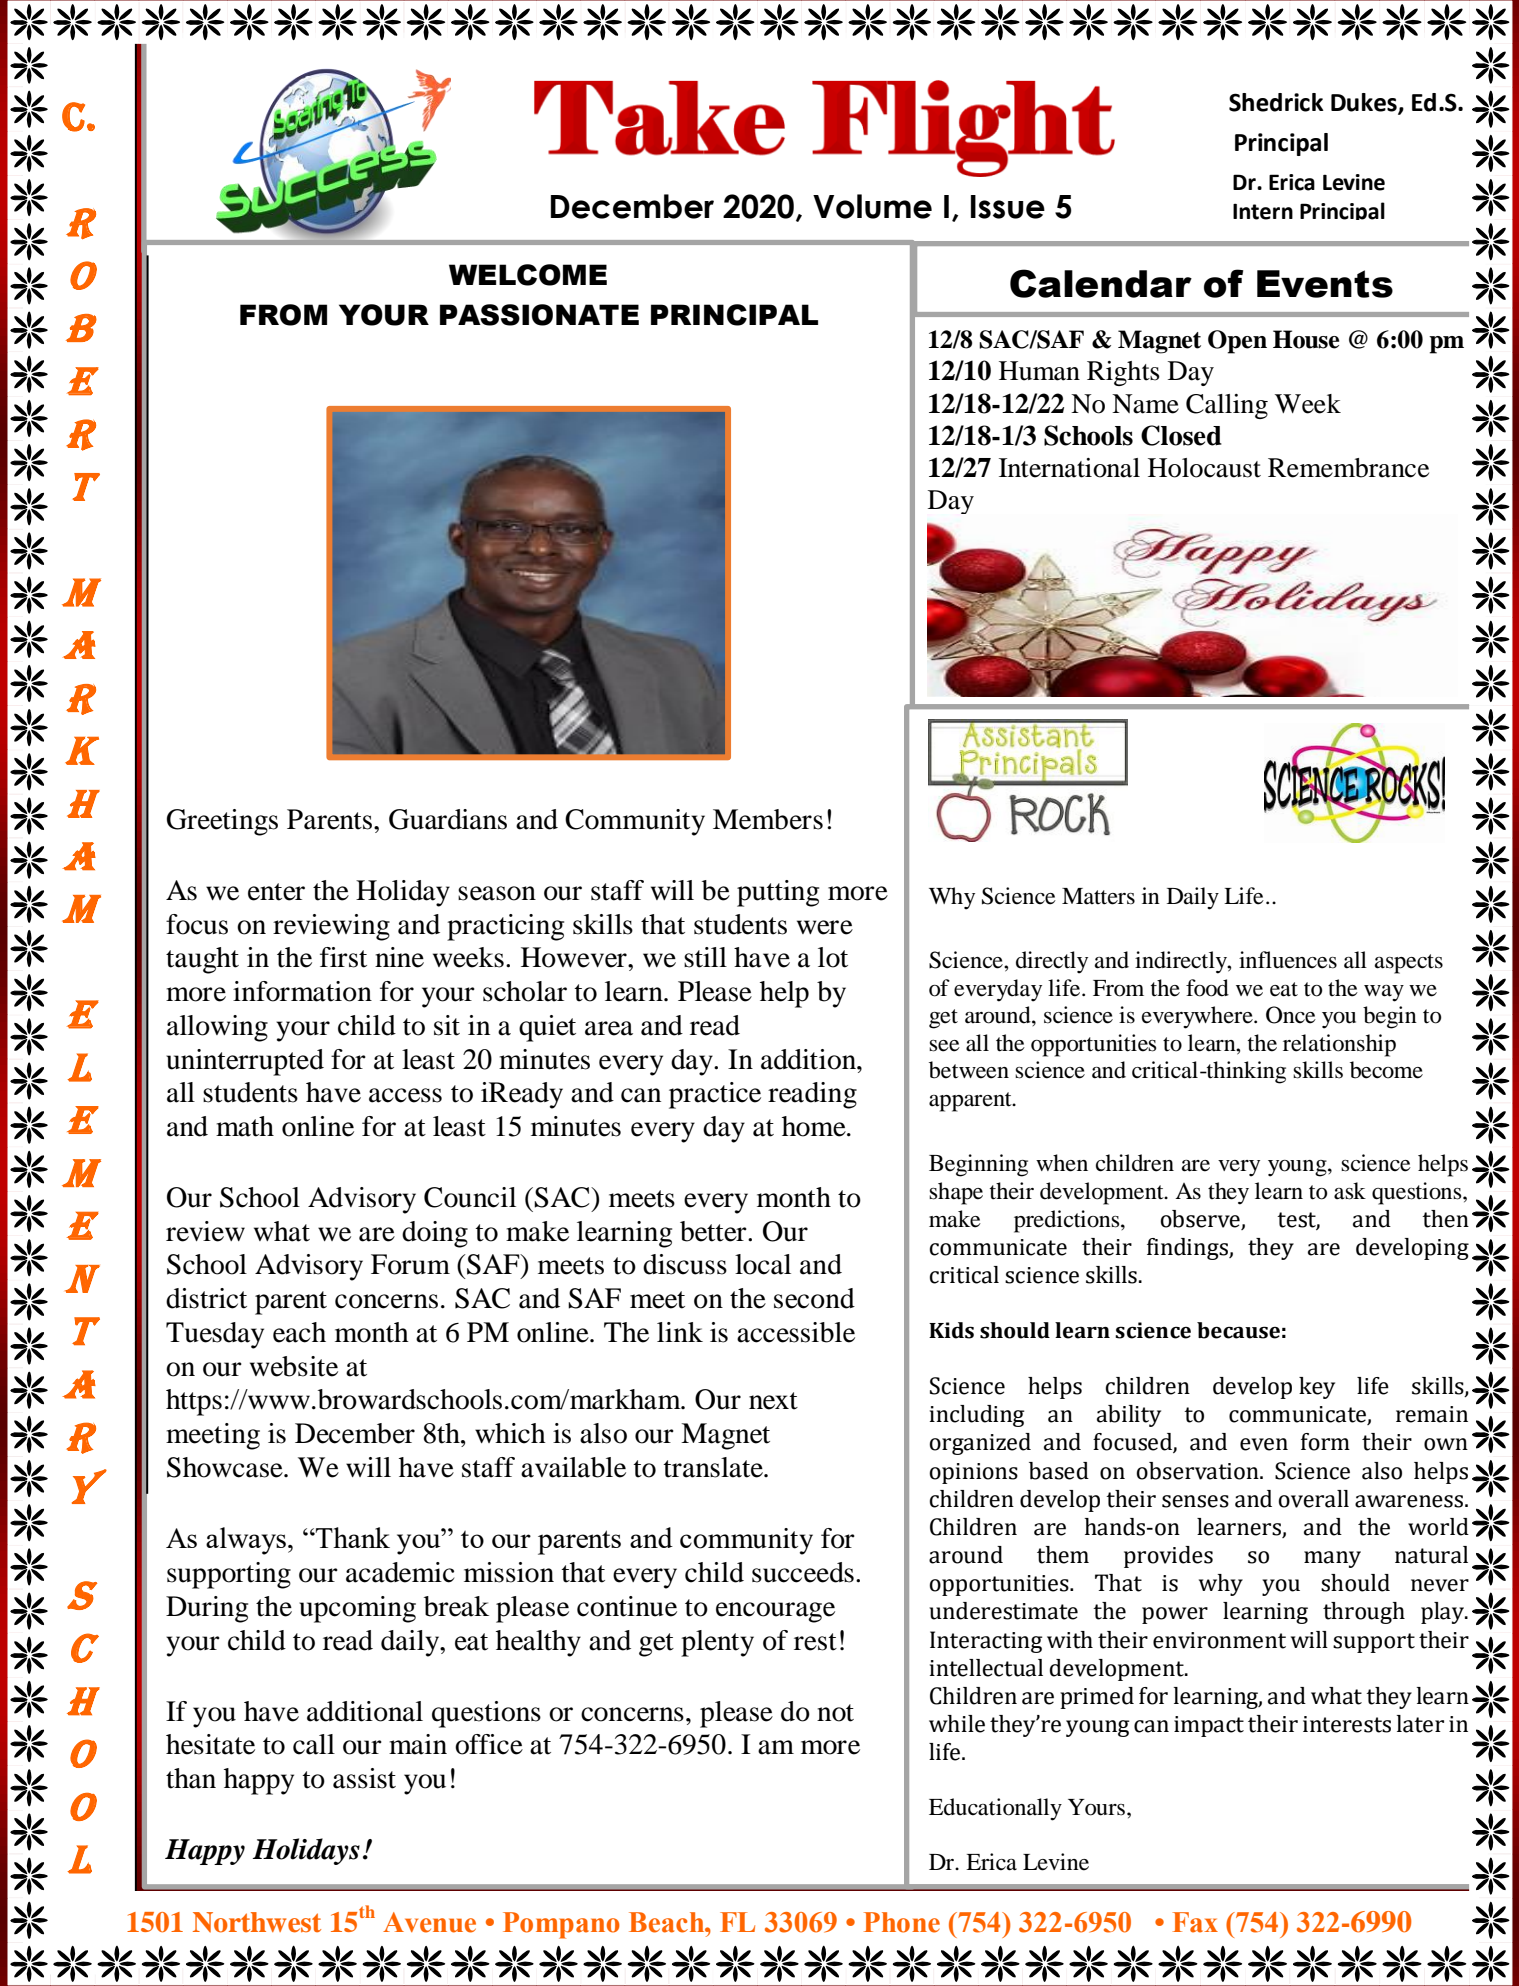 C. ROBERT MARKHAM ELEMENTARY SCHOOL
Soaring To
Success
Take Flight
December 2020, Volume I, Issue 5
Shedrick Dukes, Ed.S.
Principal
Dr. Erica Levine
Intern Principal
WELCOME
FROM YOUR PASSIONATE PRINCIPAL
Greetings Parents, Guardians and Community Members!
As we enter the Holiday season our staff will be putting more
focus on reviewing and practicing skills that students were
taught in the first nine weeks. However, we still have a lot
more information for your scholar to learn. Please help by
allowing your child to sit in a quiet area and read
uninterrupted for at least 20 minutes every day. In addition,
all students have access to iReady and can practice reading
and math online for at least 15 minutes every day at home.
Our School Advisory Council (SAC) meets every month to
review what we are doing to make learning better. Our
School Advisory Forum (SAF) meets to discuss local and
district parent concerns. SAC and SAF meet on the second
Tuesday each month at 6 PM online. The link is accessible
on our website at
https://www.browardschools.com/markham. Our next
meeting is December 8th, which is also our Magnet
Showcase. We will have staff available to translate.
As always, “Thank you” to our parents and community for
supporting our academic mission that every child succeeds.
During the upcoming break please continue to encourage
your child to read daily, eat healthy and get plenty of rest!
If you have additional questions or concerns, please do not
hesitate to call our main office at 754-322-6950. I am more
than happy to assist you!
Happy Holidays!
Calendar of Events
12/8 SAC/SAF & Magnet Open House @ 6:00 pm
12/10 Human Rights Day
12/18-12/22 No Name Calling Week
12/18-1/3 Schools Closed
12/27 International Holocaust Remembrance
Day
Happy
Holidays
Assistant
Principals
ROCK
SCIENCE ROCKS!
Why Science Matters in Daily Life..
Science, directly and indirectly, influences all aspects
of everyday life. From the food we eat to the way we
get around, science is everywhere. Once you begin to
see all the opportunities to learn, the relationship
between science and critical-thinking skills become
apparent.
Beginning when children are very young, science helps
shape their development. As they learn to ask questions,
make predictions, observe, test, and then
communicate their findings, they are developing
critical science skills.
Kids should learn science because:
Science helps children develop key life skills,
including an ability to communicate, remain
organized and focused, and even form their own
opinions based on observation. Science also helps
children develop their senses and overall awareness.
Children are hands-on learners, and the world
around them provides so many natural
opportunities. That is why you should never
underestimate the power learning through play.
Interacting with their environment will support their
intellectual development.
Children are primed for learning, and what they learn
while they’re young can impact their interests later in
life.
Educationally Yours,
Dr. Erica Levine
1501 Northwest 15th Avenue • Pompano Beach, FL 33069 • Phone (754) 322-6950 • Fax (754) 322-6990